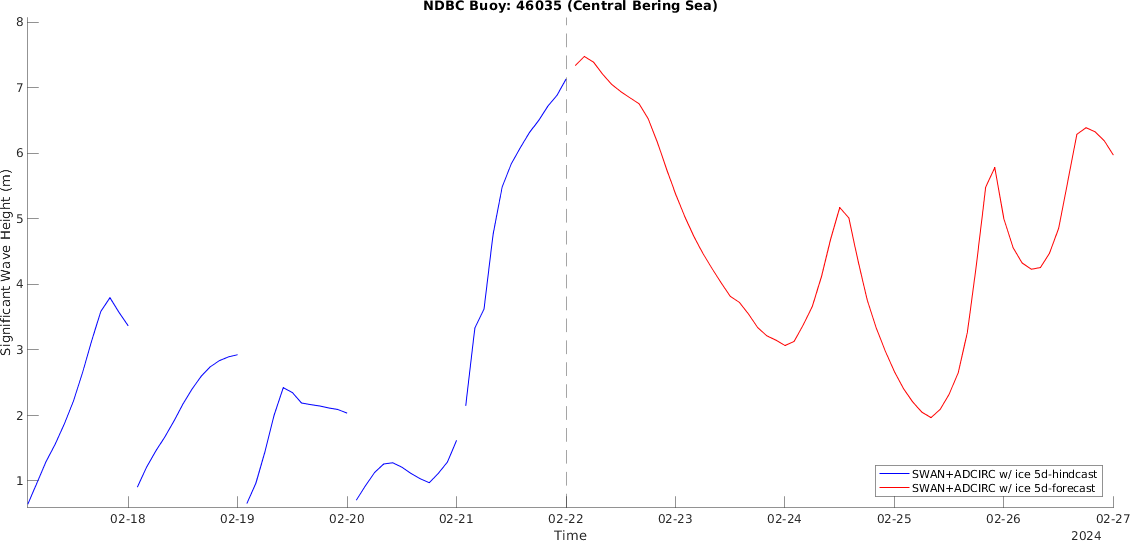 NDBC Buoy: 46035 (Central Bering Sea)
8
7
6
5
4
3
2
1
Significant Wave Height (m)
SWAN+ADCIRC w/ ice 5d-hindcast
SWAN+ADCIRC w/ ice 5d-forecast
02-18 02-19 02-20 02-21 02-22 02-23 02-24 02-25 02-26 02-27
Time
2024